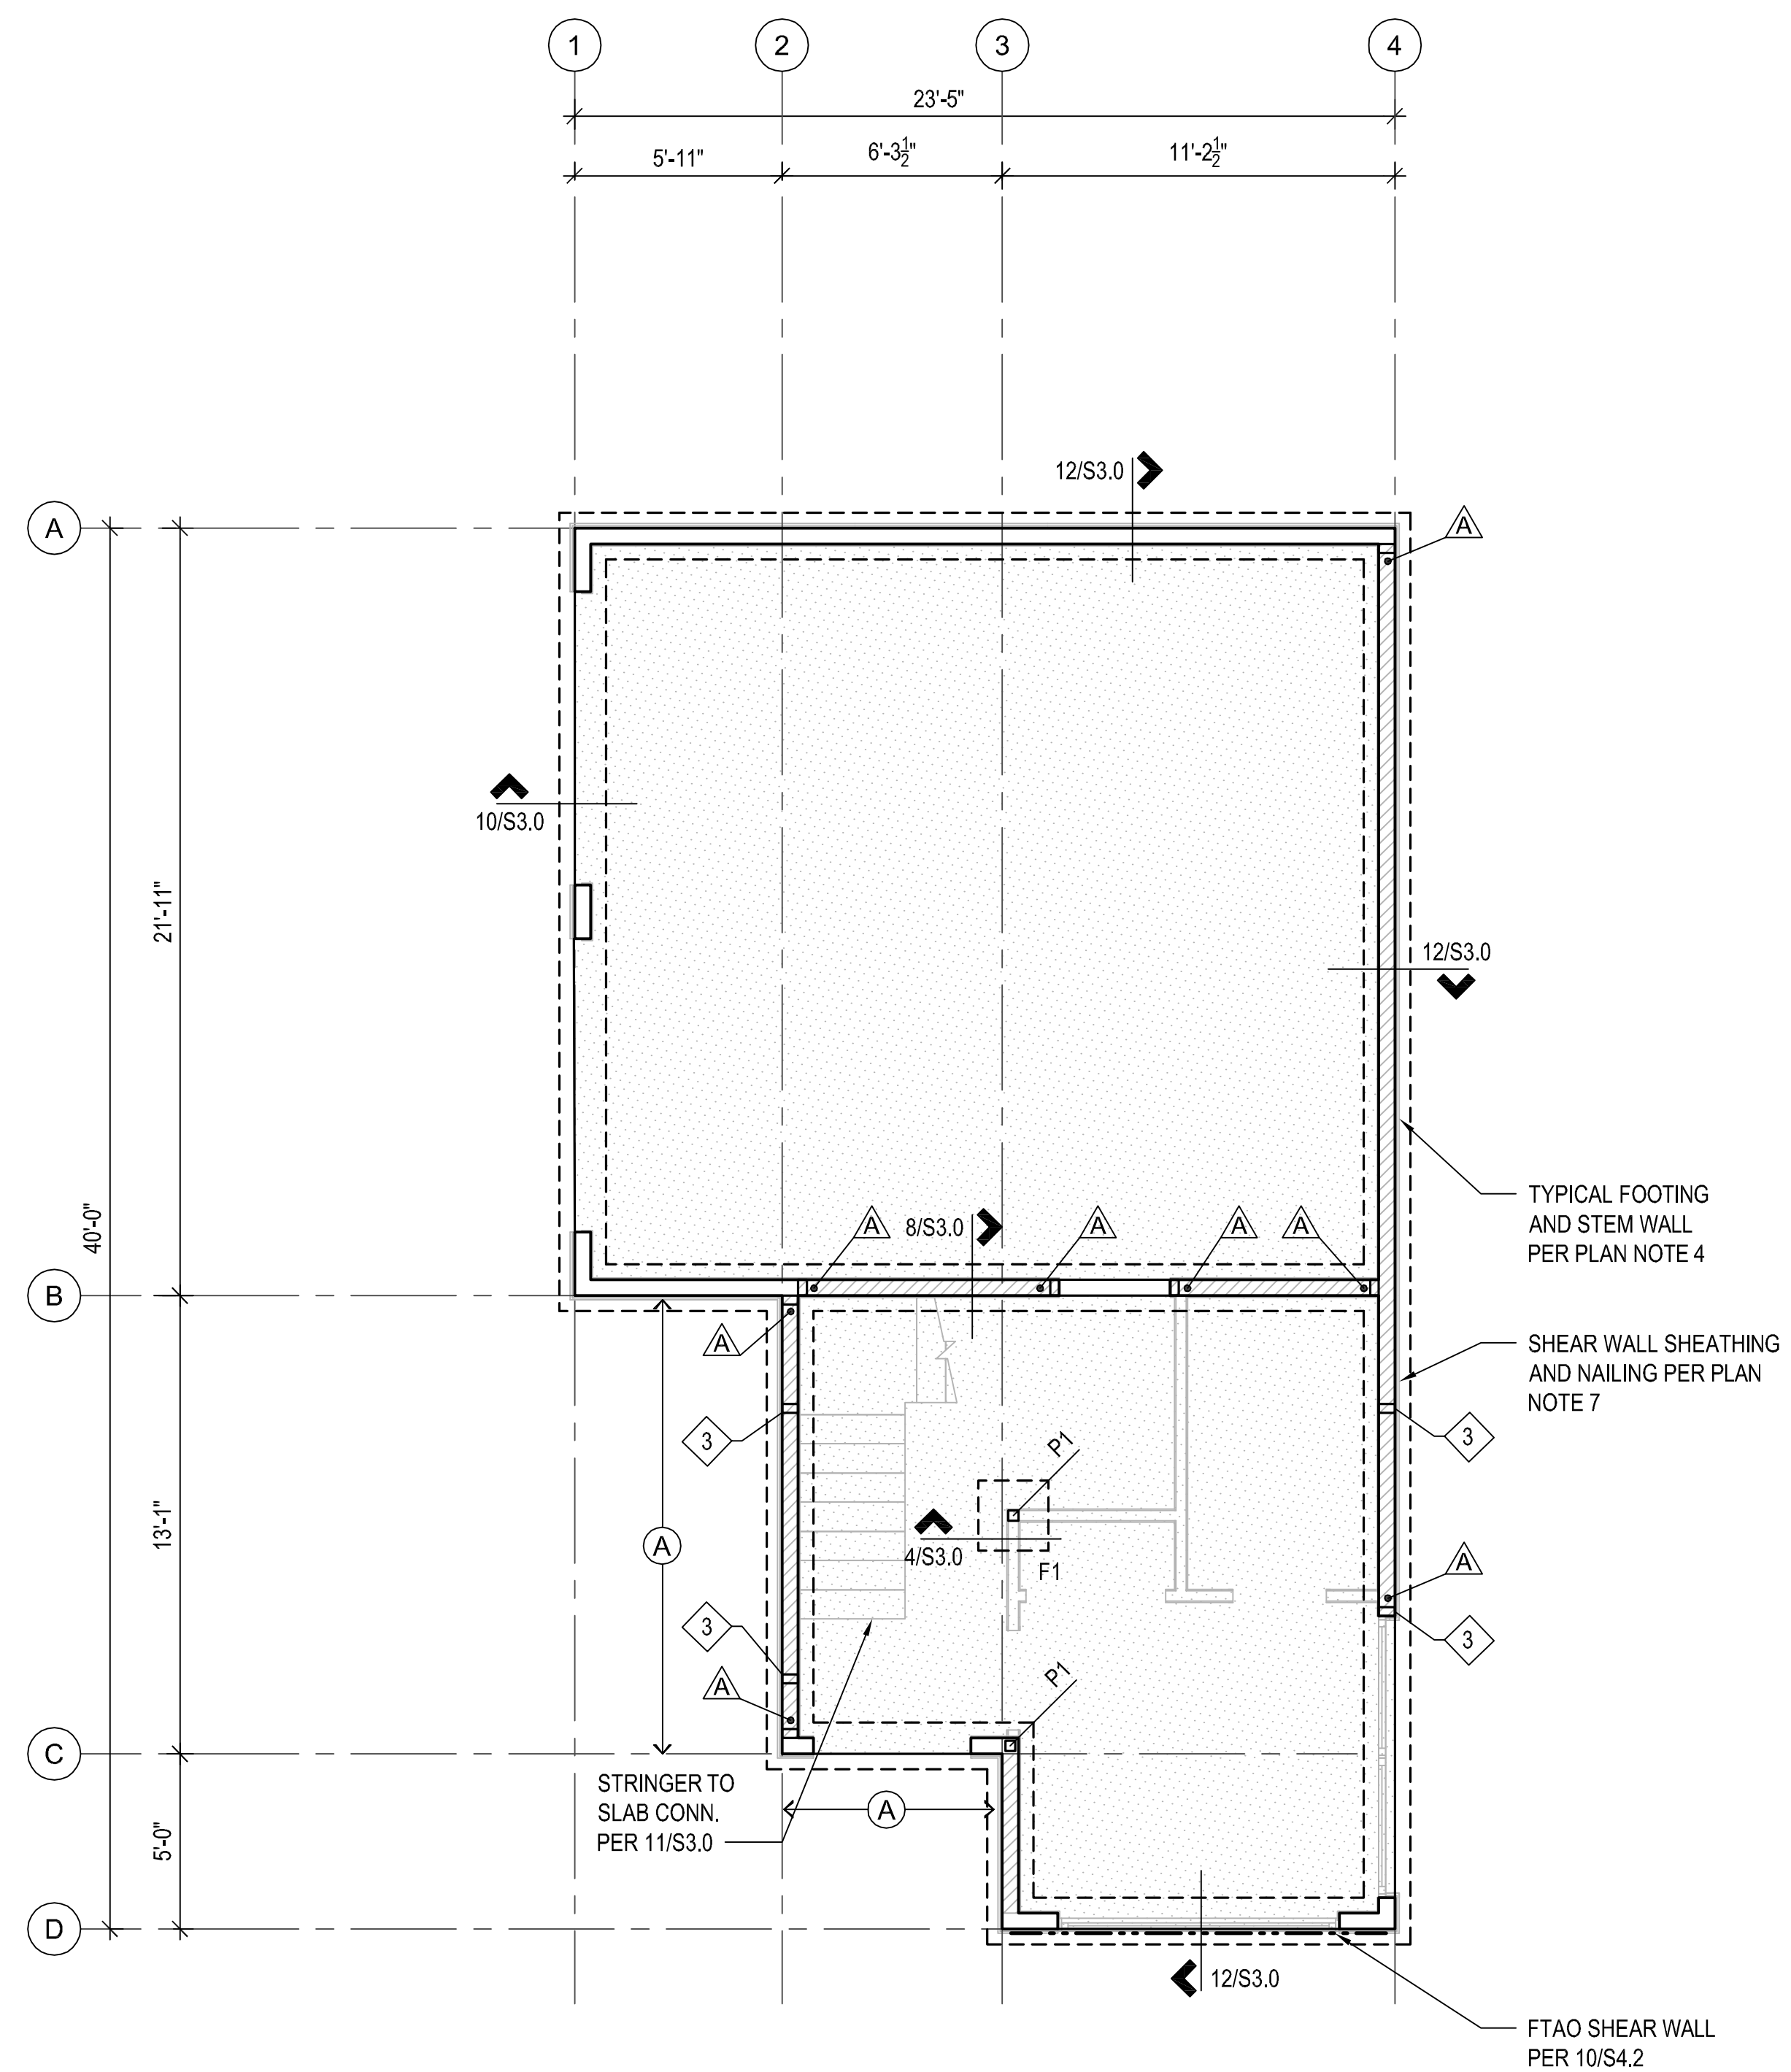 1
2
3
4
23'-5"
5'-11"
6'-3 1/2"
11'-2 1/2"
12/S3.0
A
A
10/S3.0
21'-11"
12/S3.0
40'-0"
TYPICAL FOOTING
AND STEM WALL
PER PLAN NOTE 4
A
8/S3.0
A
A
A
B
A
SHEAR WALL SHEATHING
AND NAILING PER PLAN
NOTE 7
3
P1
3
13'-1"
A
4/S3.0
F1
A
3
3
A
P1
C
STRINGER TO
SLAB CONN.
PER 11/S3.0
A
5'-0"
D
12/S3.0
FTAO SHEAR WALL
PER 10/S4.2